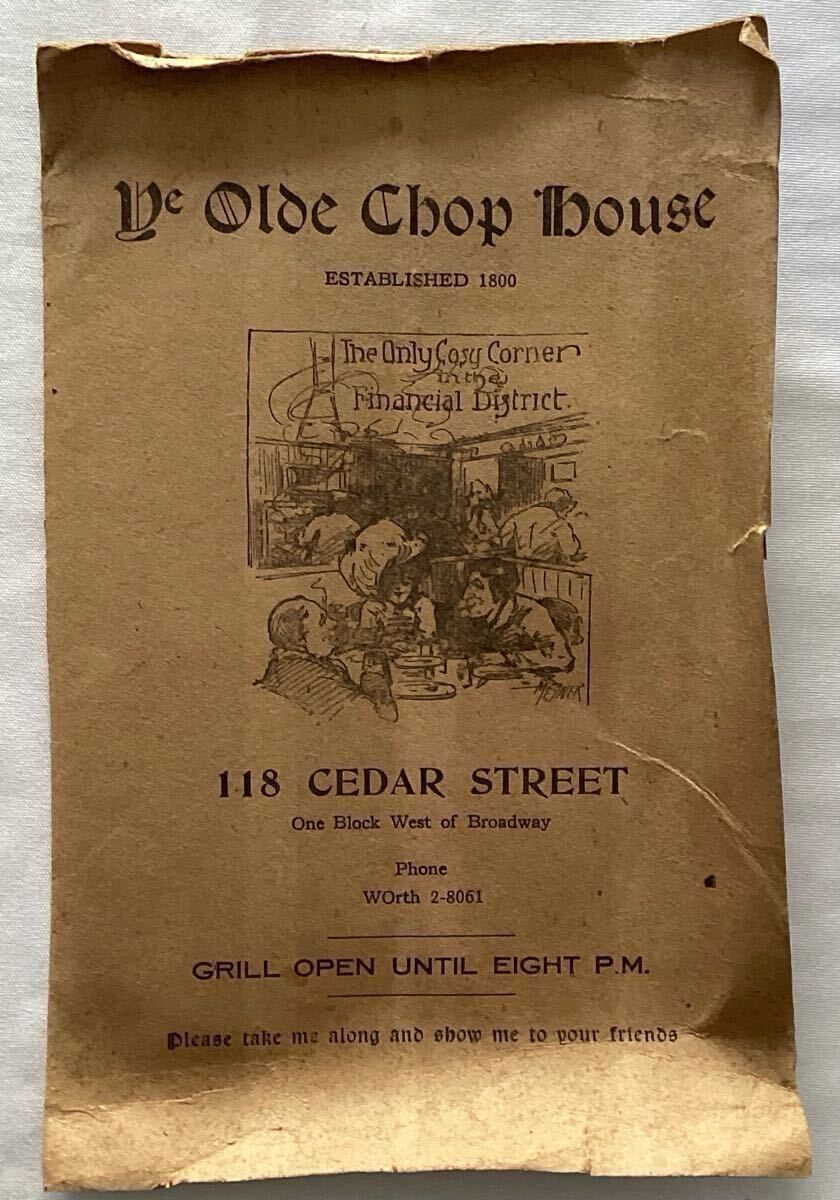 Ye Olde Chop House
ESTABLISHED 1800
The Only Cosy Corner
in the
Financial District.
118 CEDAR STREET
One Block West of Broadway
Phone
WOrth 2-8061
GRILL OPEN UNTIL EIGHT P.M.
Please take me along and show me to your friends